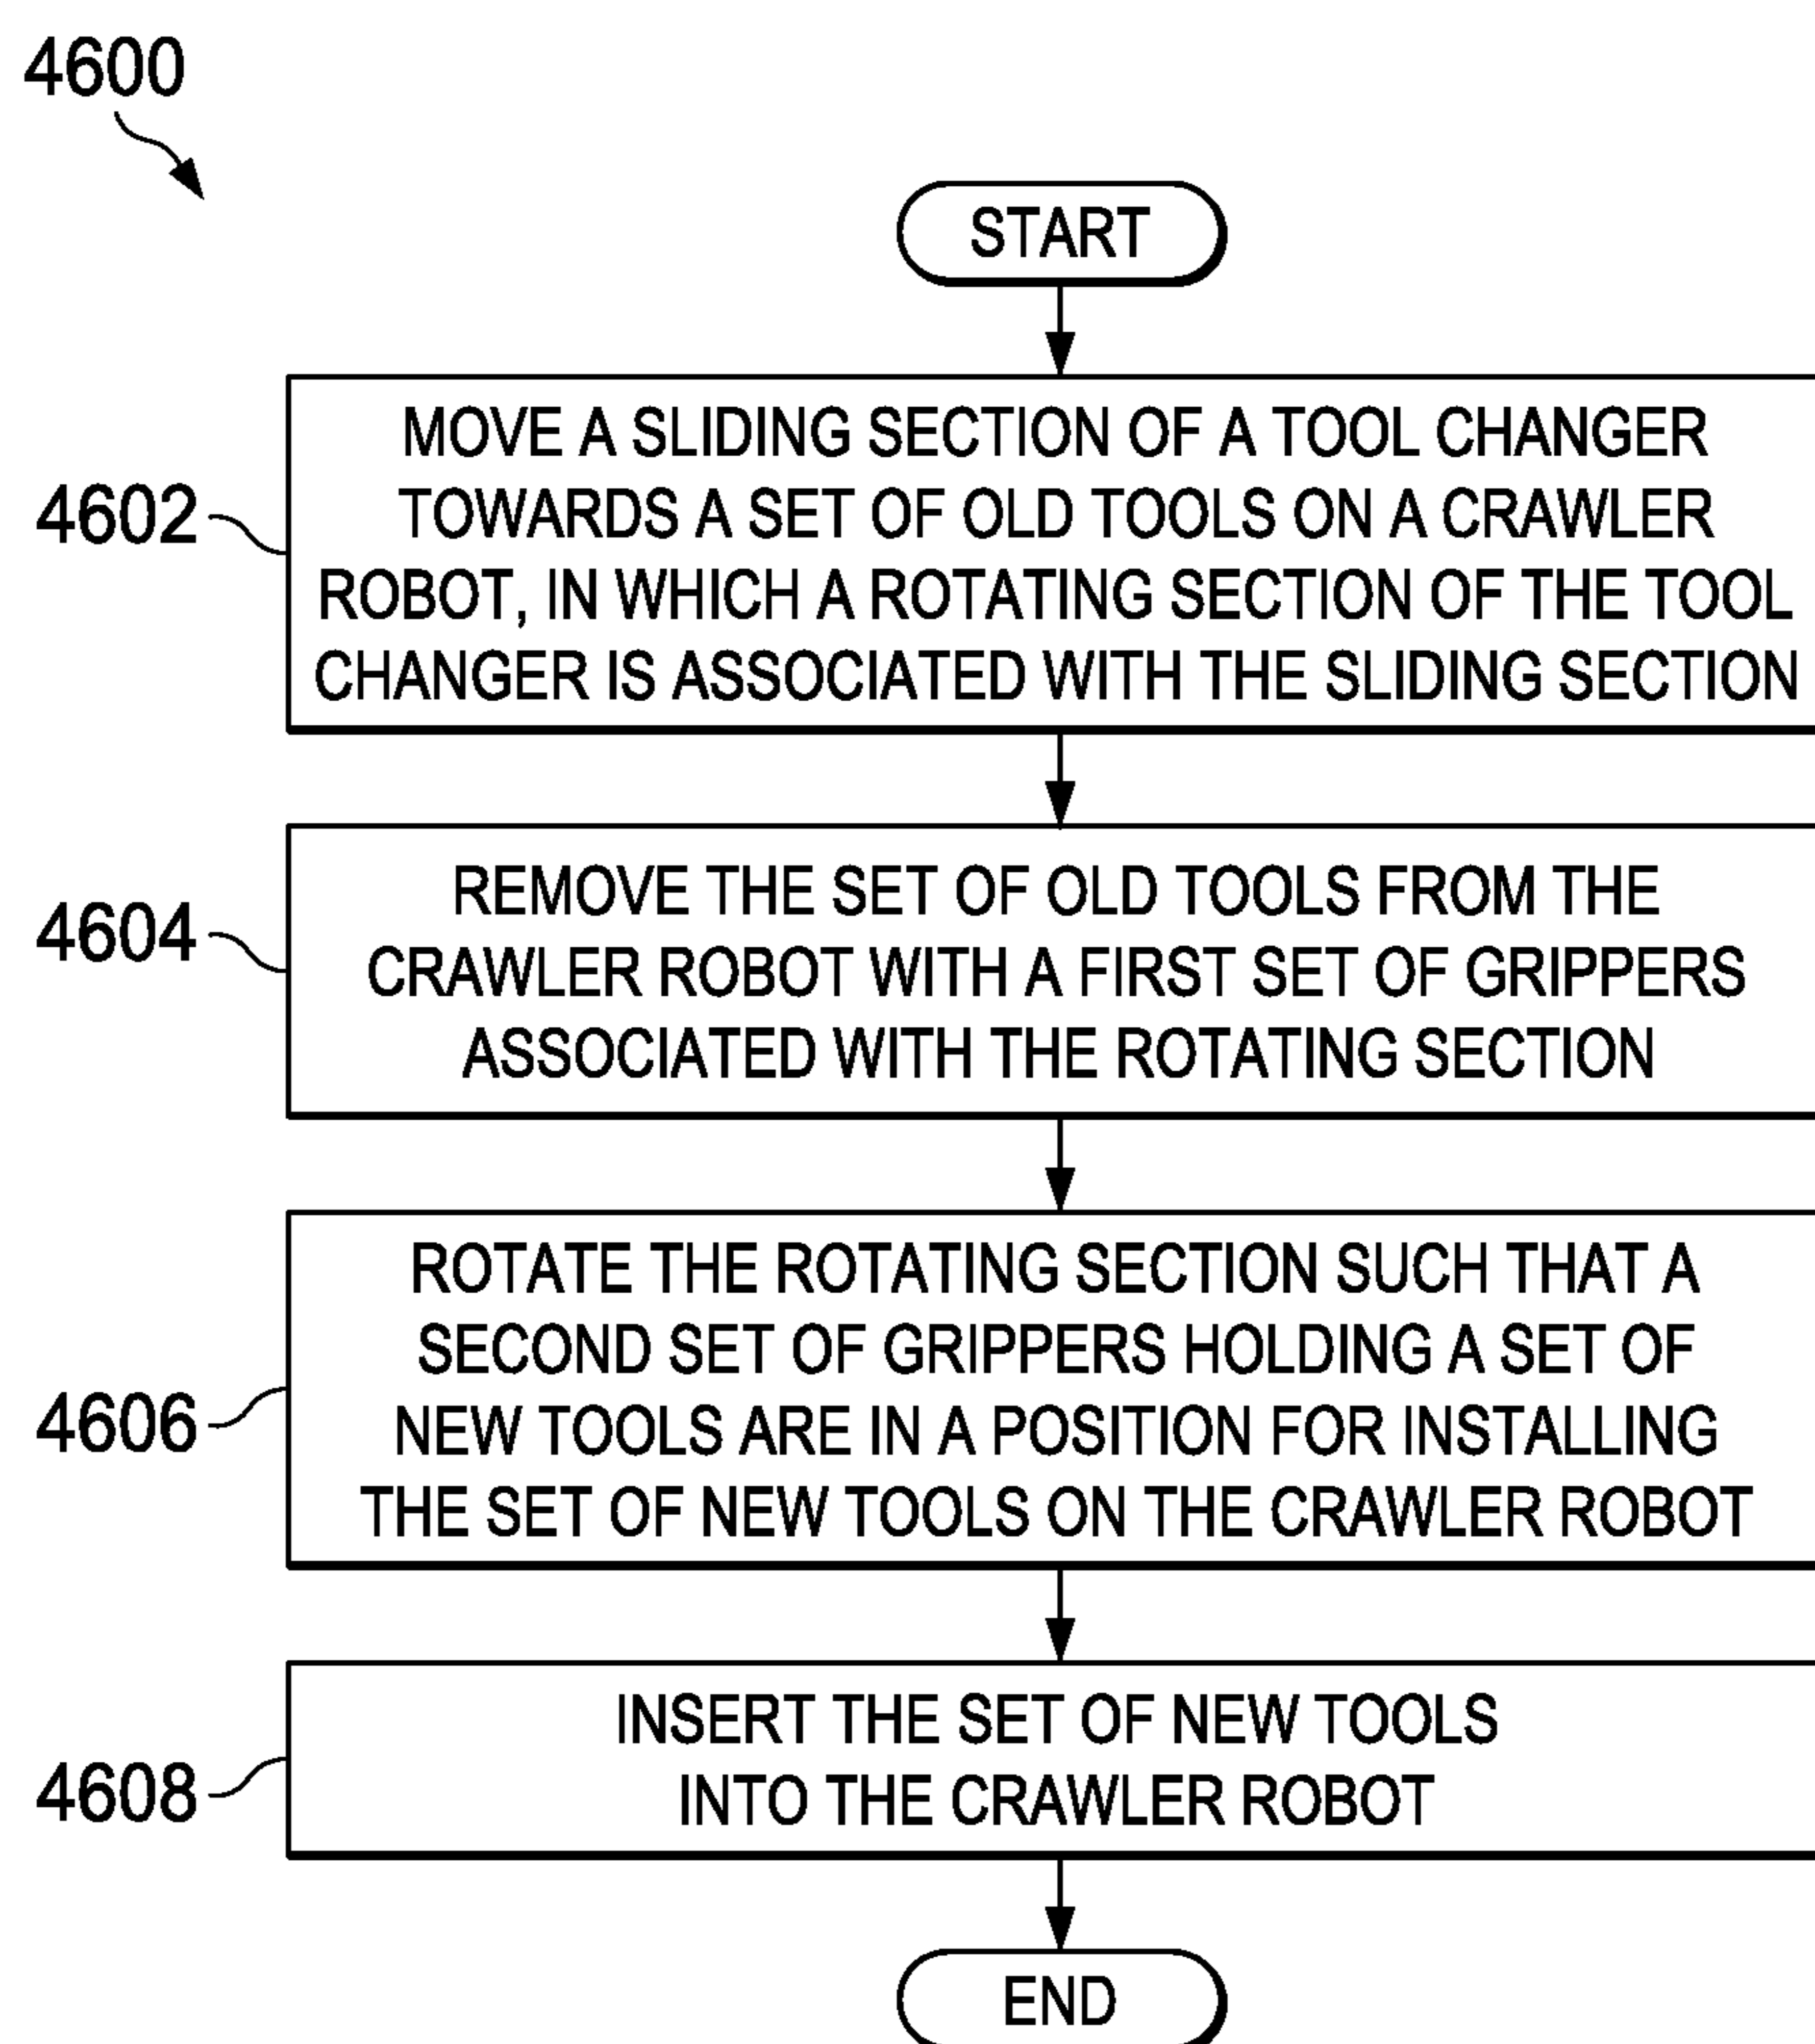 4600
START
4602
MOVE A SLIDING SECTION OF A TOOL CHANGER
TOWARDS A SET OF OLD TOOLS ON A CRAWLER
ROBOT, IN WHICH A ROTATING SECTION OF THE TOOL
CHANGER IS ASSOCIATED WITH THE SLIDING SECTION
4604
REMOVE THE SET OF OLD TOOLS FROM THE
CRAWLER ROBOT WITH A FIRST SET OF GRIPPERS
ASSOCIATED WITH THE ROTATING SECTION
4606
ROTATE THE ROTATING SECTION SUCH THAT A
SECOND SET OF GRIPPERS HOLDING A SET OF
NEW TOOLS ARE IN A POSITION FOR INSTALLING
THE SET OF NEW TOOLS ON THE CRAWLER ROBOT
4608
INSERT THE SET OF NEW TOOLS
INTO THE CRAWLER ROBOT
END